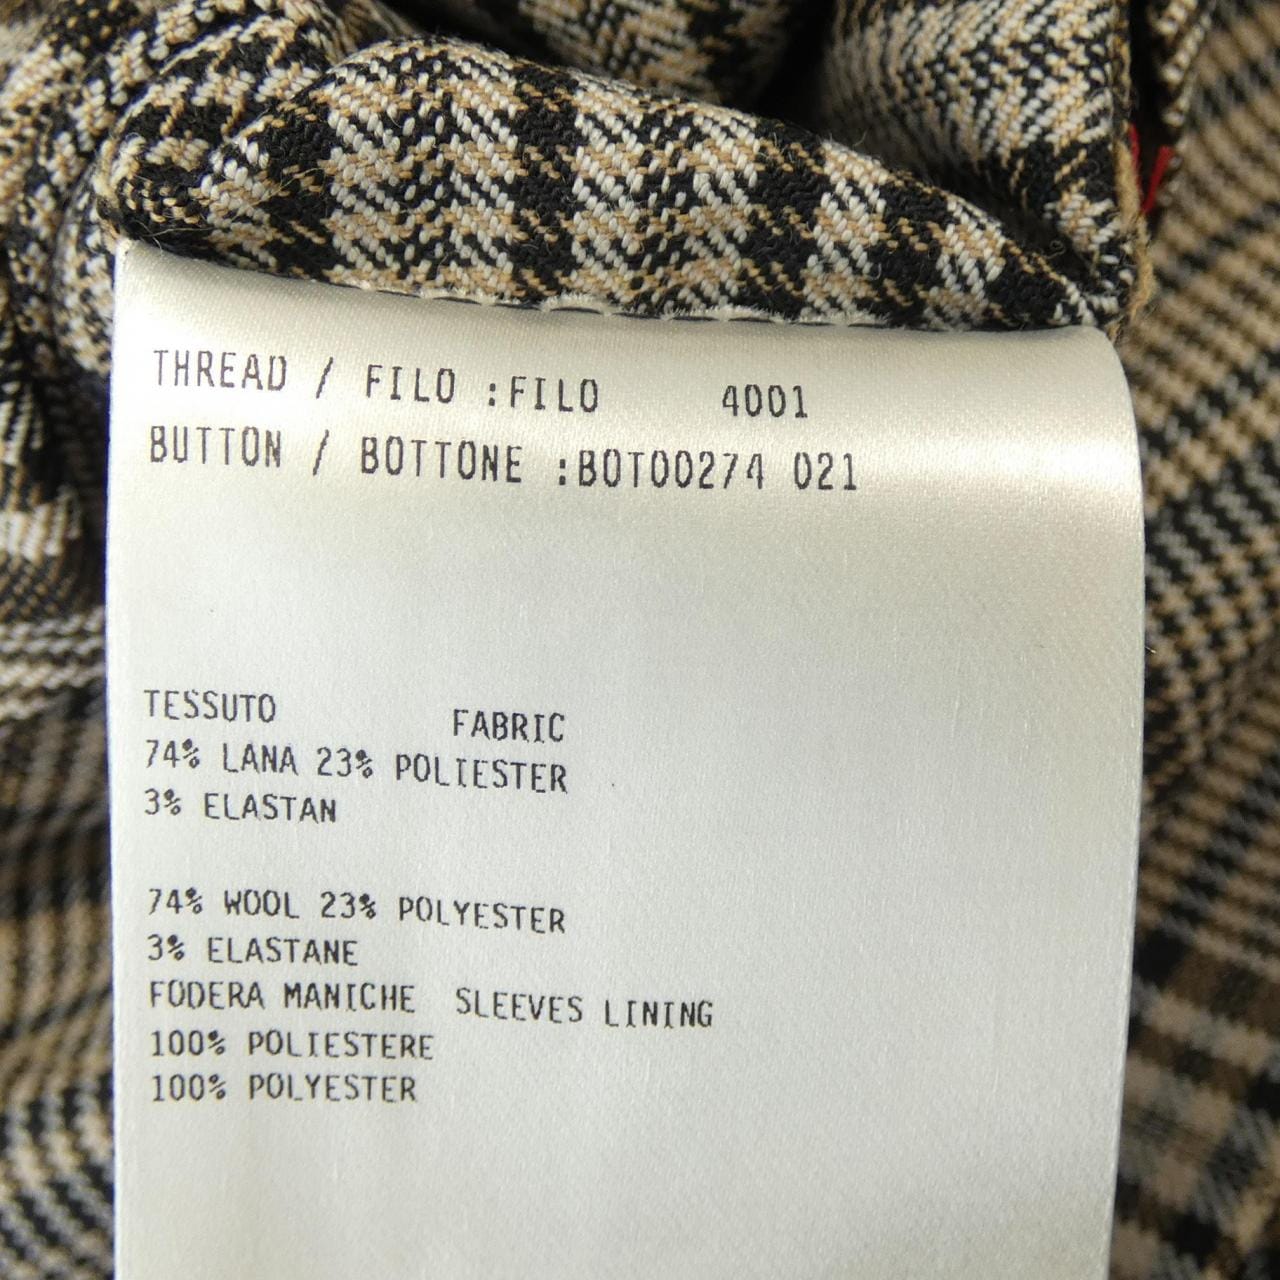 THREAD / FILO :FILO 4001
BUTTON / BOTTONE :BOT00274 021
TESSUTO FABRIC
74% LANA 23% POLIESTER
3% ELASTAN
74% WOOL 23% POLYESTER
3% ELASTANE
FODERA MANICHE SLEEVES LINING
100% POLIESTERE
100% POLYESTER